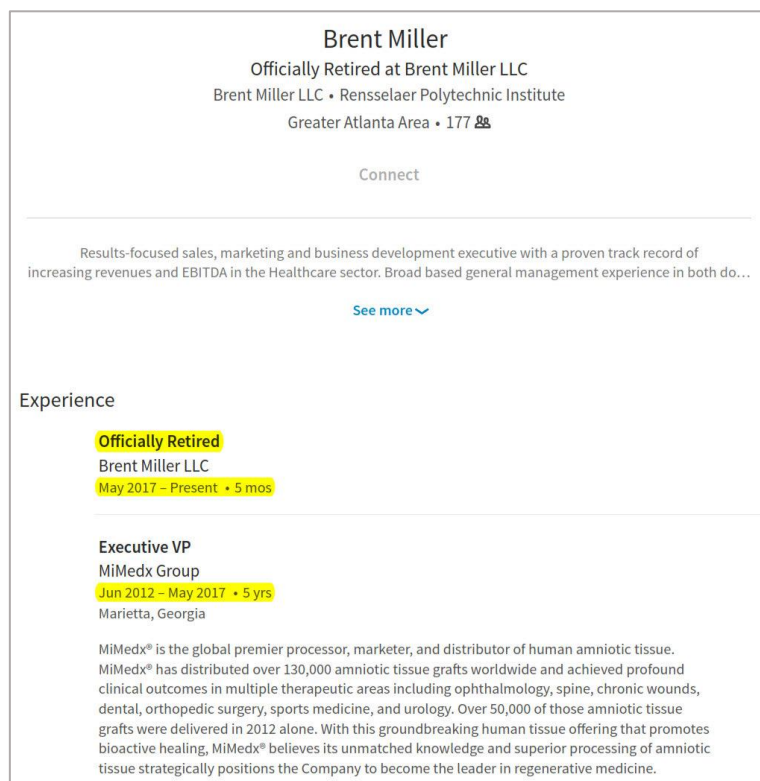 Brent Miller
Officially Retired at Brent Miller LLC
Brent Miller LLC • Rensselaer Polytechnic Institute
Greater Atlanta Area • 177
Connect
Results-focused sales, marketing and business development executive with a proven track record of
increasing revenues and EBITDA in the Healthcare sector. Broad based general management experience in both do…
See more
Experience
Officially Retired
Brent Miller LLC
May 2017 – Present • 5 mos
Executive VP
MiMedx Group
Jun 2012 – May 2017 • 5 yrs
Marietta, Georgia
MiMedx® is the global premier processor, marketer, and distributor of human amniotic tissue.
MiMedx® has distributed over 130,000 amniotic tissue grafts worldwide and achieved profound
clinical outcomes in multiple therapeutic areas including ophthalmology, spine, chronic wounds,
dental, orthopedic surgery, sports medicine, and urology. Over 50,000 of those amniotic tissue
grafts were delivered in 2012 alone. With this groundbreaking human tissue offering that promotes
bioactive healing, MiMedx® believes its unmatched knowledge and superior processing of amniotic
tissue strategically positions the Company to become the leader in regenerative medicine.